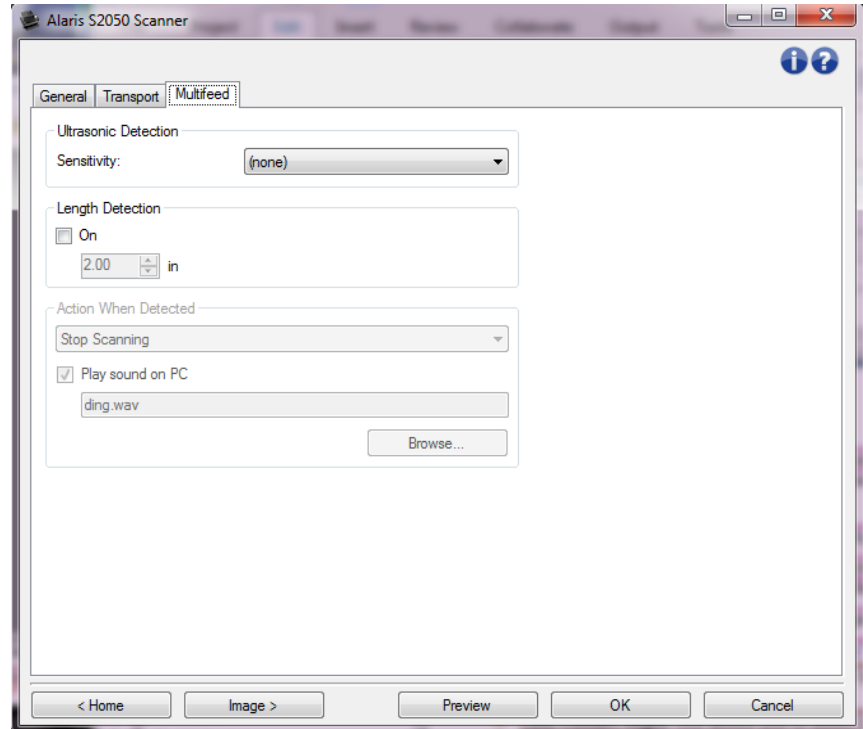 Alaris S2050 Scanner
General Transport Multifeed
Ultrasonic Detection
Sensitivity: (none)
Length Detection
On
2.00 in
Action When Detected
Stop Scanning
Play sound on PC
ding.wav
Browse...
< Home Image > Preview OK Cancel